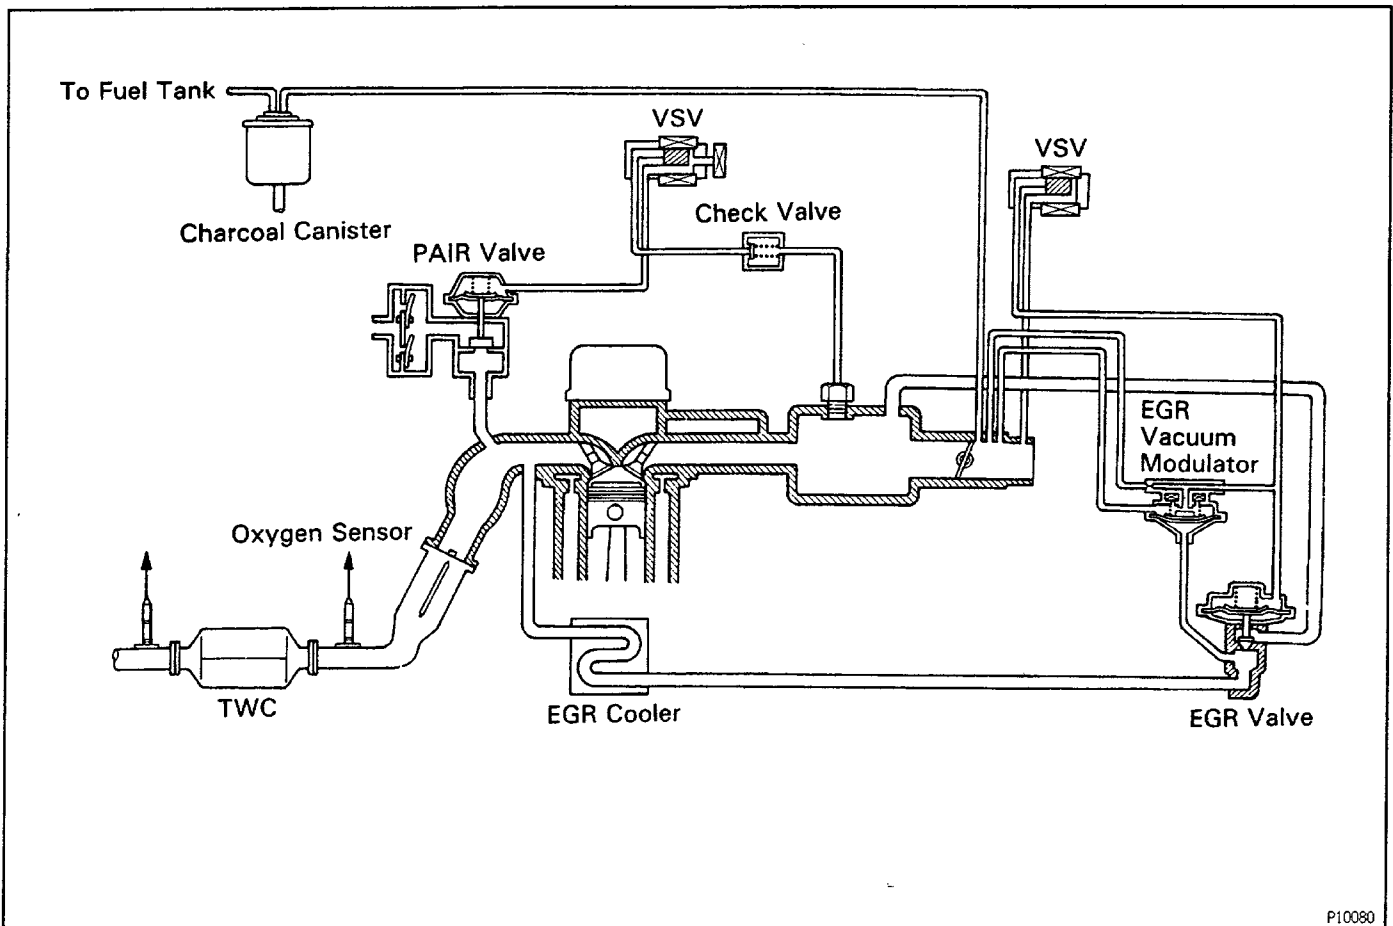 To Fuel Tank
VSV
VSV
Charcoal Canister
Check Valve
PAIR Valve
EGR
Vacuum
Modulator
Oxygen Sensor
TWC
EGR Cooler
EGR Valve
P10080